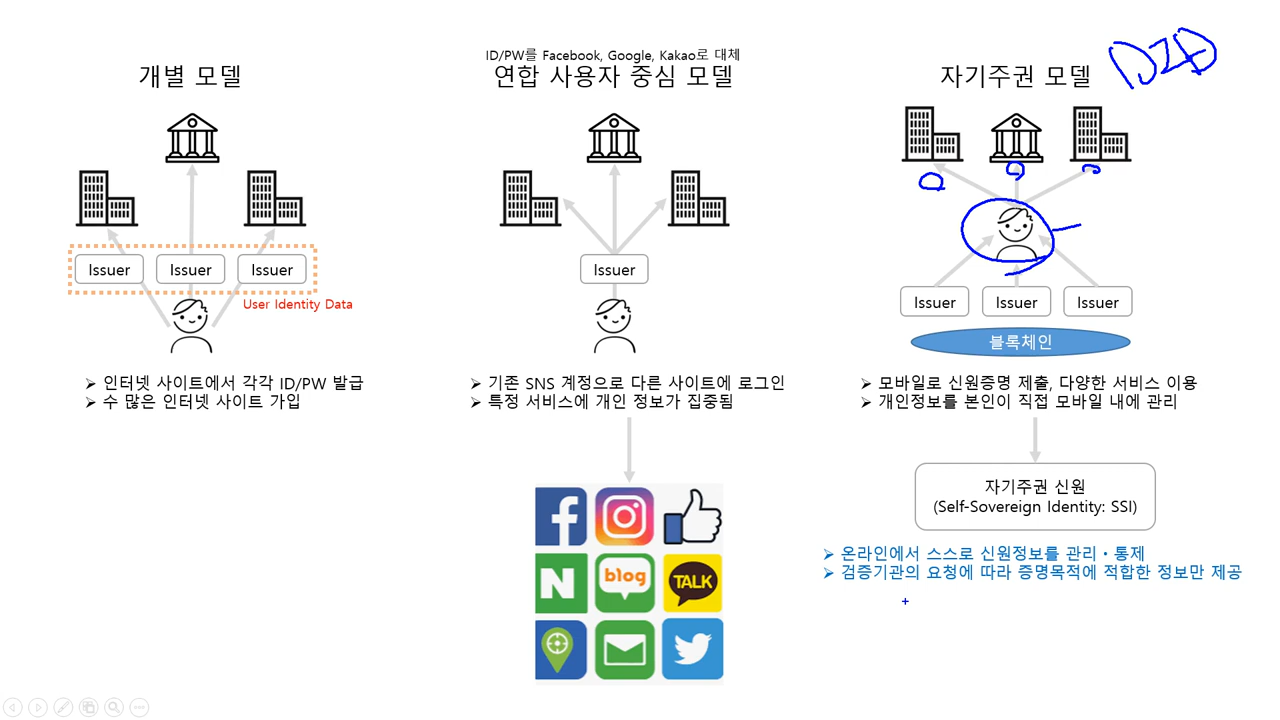 개별 모델
Issuer
Issuer
Issuer
User Identity Data
➢ 인터넷 사이트에서 각각 ID/PW 발급
➢ 수 많은 인터넷 사이트 가입
ID/PW를 Facebook, Google, Kakao로 대체
연합 사용자 중심 모델
Issuer
➢ 기존 SNS 계정으로 다른 사이트에 로그인
➢ 특정 서비스에 개인 정보가 집중됨
f
N
blog
TALK
자기주권 모델
Issuer
Issuer
Issuer
블록체인
➢ 모바일로 신원증명 제출, 다양한 서비스 이용
➢ 개인정보를 본인이 직접 모바일 내에 관리
자기주권 신원
(Self-Sovereign Identity: SSI)
➢ 온라인에서 스스로 신원정보를 관리・통제
➢ 검증기관의 요청에 따라 증명목적에 적합한 정보만 제공